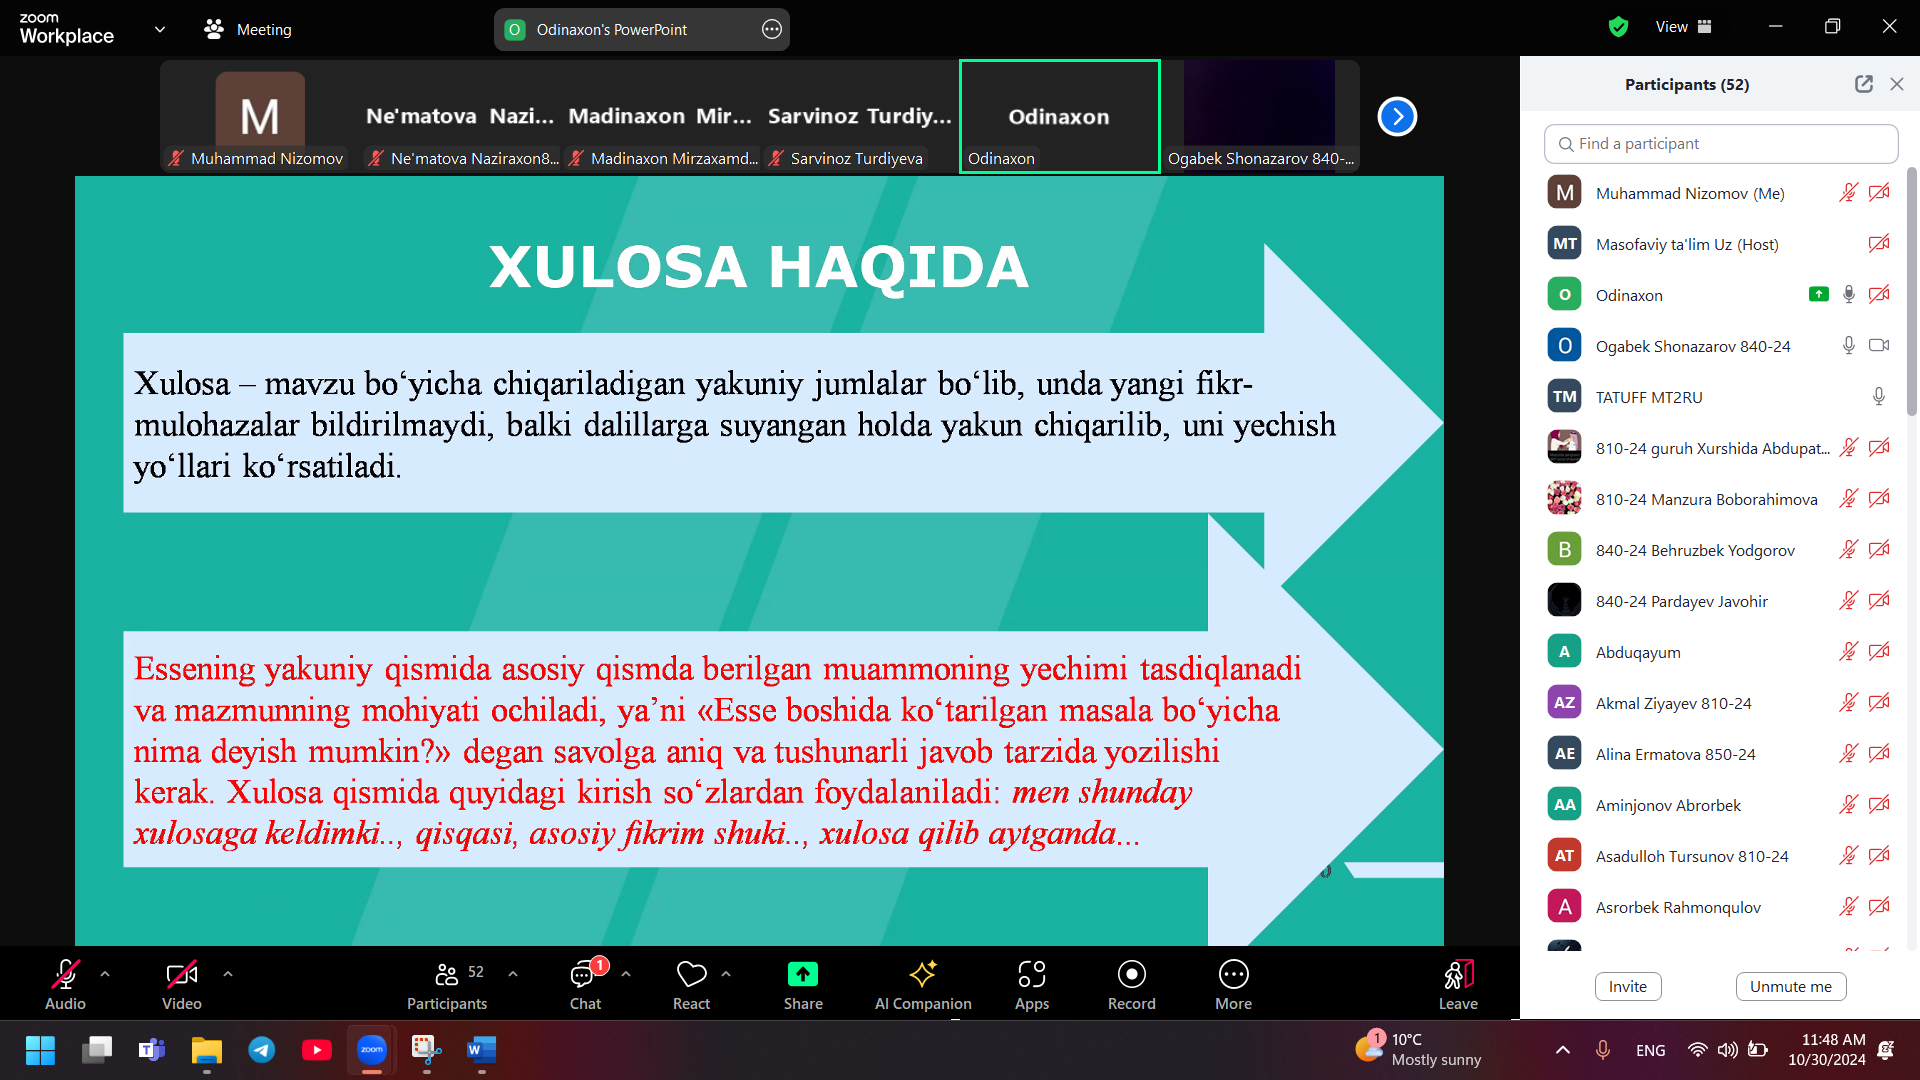 zoom
Workplace
Meeting
O Odinaxon's PowerPoint
View
M
Muhammad Nizomov
Ne'matova Nazi...
Ne'matova Naziraxon8...
Madinaxon Mir...
Madinaxon Mirzaxamd...
Sarvinoz Turdiy...
Sarvinoz Turdiyeva
Odinaxon
Odinaxon
Ogabek Shonazarov 840-...
XULOSA HAQIDA
Xulosa – mavzu bo‘yicha chiqariladigan yakuniy jumlalar bo‘lib, unda yangi fikr-
mulohazalar bildirilmaydi, balki dalillarga suyangan holda yakun chiqarilib, uni yechish
yo‘llari ko‘rsatiladi.
Essening yakuniy qismida asosiy qismda berilgan muammoning yechimi tasdiqlanadi
va mazmunning mohiyati ochiladi, ya’ni «Esse boshida ko‘tarilgan masala bo‘yicha
nima deyish mumkin?» degan savolga aniq va tushunarli javob tarzida yozilishi
kerak. Xulosa qismida quyidagi kirish so‘zlardan foydalaniladi: men shunday
xulosaga keldimki.., qisqasi, asosiy fikrim shuki.., xulosa qilib aytganda...
Participants (52)
Find a participant
M Muhammad Nizomov (Me)
MT Masofaviy ta'lim Uz (Host)
O Odinaxon
O Ogabek Shonazarov 840-24
TM TATUFF MT2RU
810-24 guruh Xurshida Abdupat...
810-24 Manzura Boborahimova
B 840-24 Behruzbek Yodgorov
840-24 Pardayev Javohir
A Abduqayum
AZ Akmal Ziyayev 810-24
AE Alina Ermatova 850-24
AA Aminjonov Abrorbek
AT Asadulloh Tursunov 810-24
A Asrorbek Rahmonqulov
Invite
Unmute me
Audio
Video
52
Participants
1
Chat
React
Share
AI Companion
Apps
Record
More
Leave
zoom
1
10°C
Mostly sunny
ENG
11:48 AM
10/30/2024